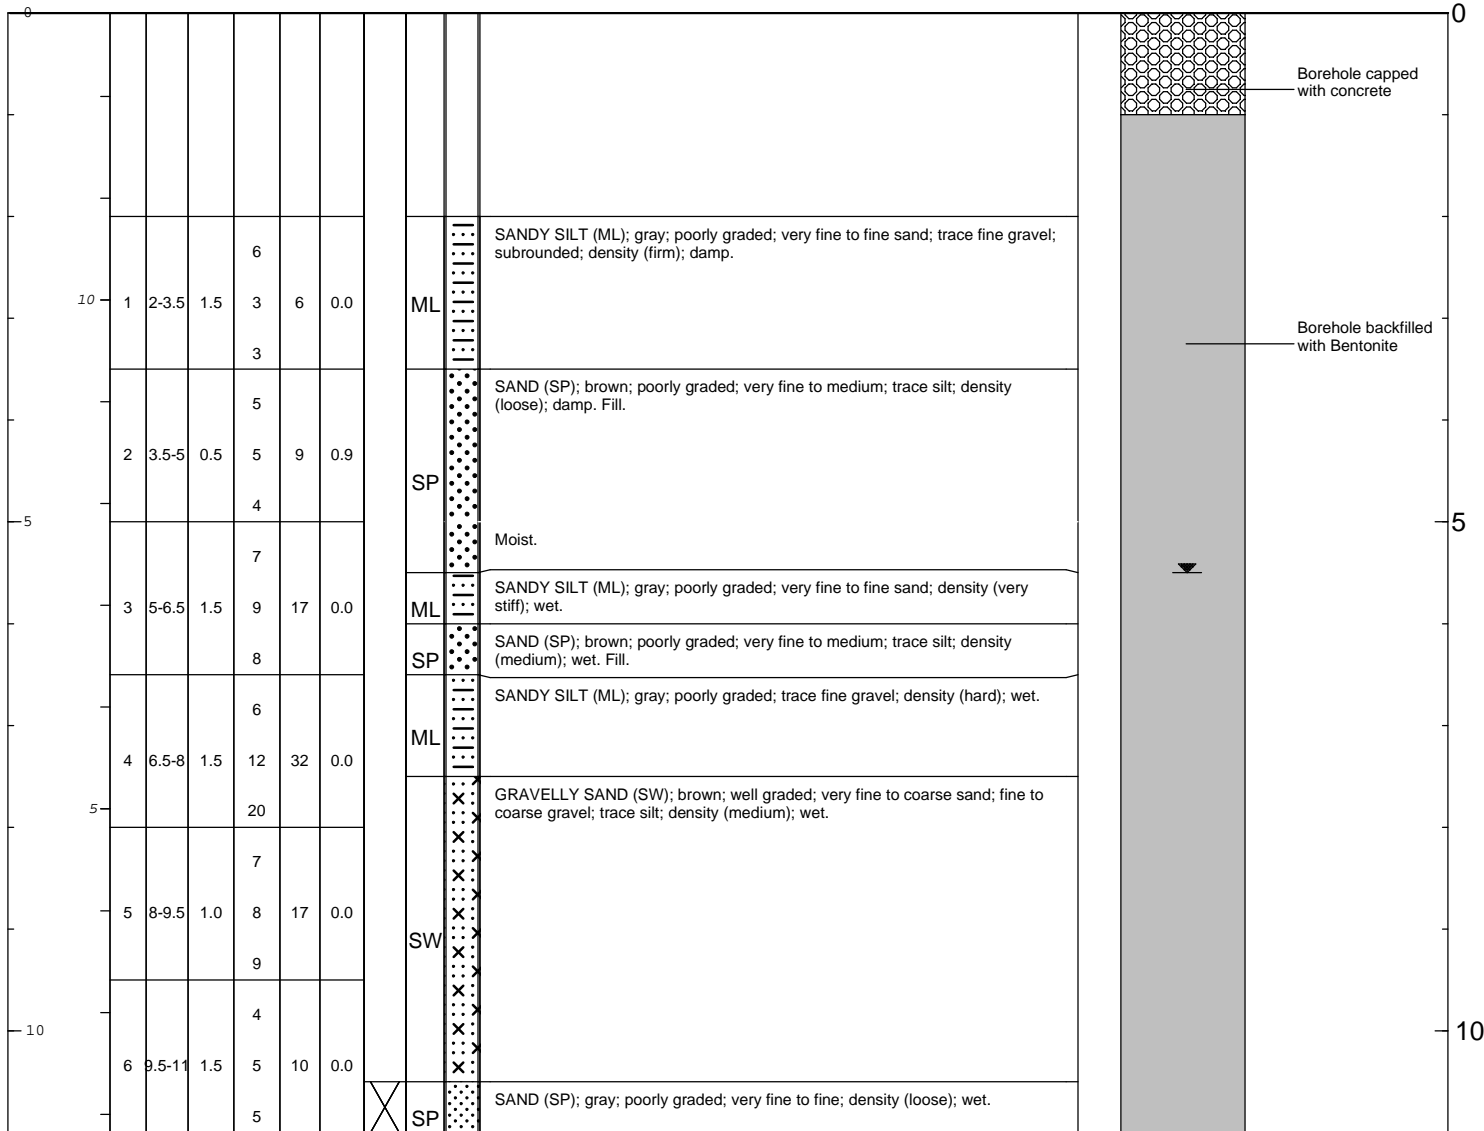 0
0
Borehole capped
with concrete
SANDY SILT (ML); gray; poorly graded; very fine to fine sand; trace fine gravel;
subrounded; density (firm); damp.
6
10
1 2-3.5 1.5 3 6 0.0
ML
3
Borehole backfilled
with Bentonite
SAND (SP); brown; poorly graded; very fine to medium; trace silt; density
(loose); damp. Fill.
5
2 3.5-5 0.5 5 9 0.9
SP
4
5
5
Moist.
7
SANDY SILT (ML); gray; poorly graded; very fine to fine sand; density (very
stiff); wet.
3 5-6.5 1.5 9 17 0.0
ML
SAND (SP); brown; poorly graded; very fine to medium; trace silt; density
(medium); wet. Fill.
8
SP
SANDY SILT (ML); gray; poorly graded; trace fine gravel; density (hard); wet.
6
ML
4 6.5-8 1.5 12 32 0.0
GRAVELLY SAND (SW); brown; well graded; very fine to coarse sand; fine to
coarse gravel; trace silt; density (medium); wet.
5
20
7
5 8-9.5 1.0 8 17 0.0
SW
9
4
10
10
6 9.5-11 1.5 5 10 0.0
SAND (SP); gray; poorly graded; very fine to fine; density (loose); wet.
5
SP